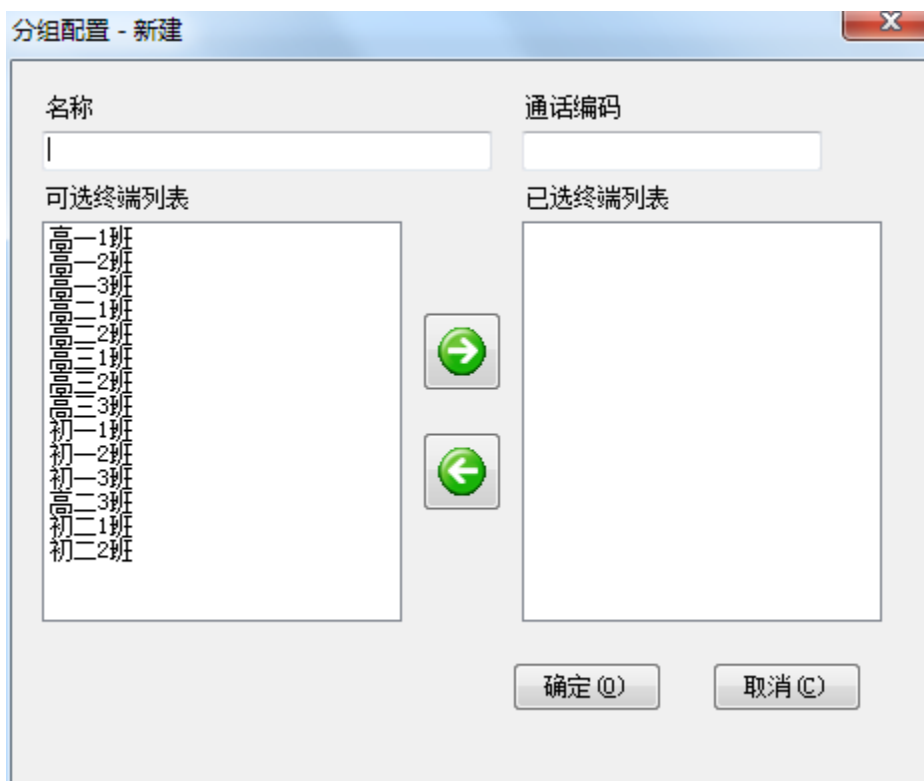 分组配置 - 新建
名称
通话编码
可选终端列表
已选终端列表
高一1班
高一2班
高一3班
高二1班
高二2班
高三1班
高三2班
高三3班
初一1班
初一2班
初一3班
高二3班
初二1班
初二2班
确定(O)
取消(C)